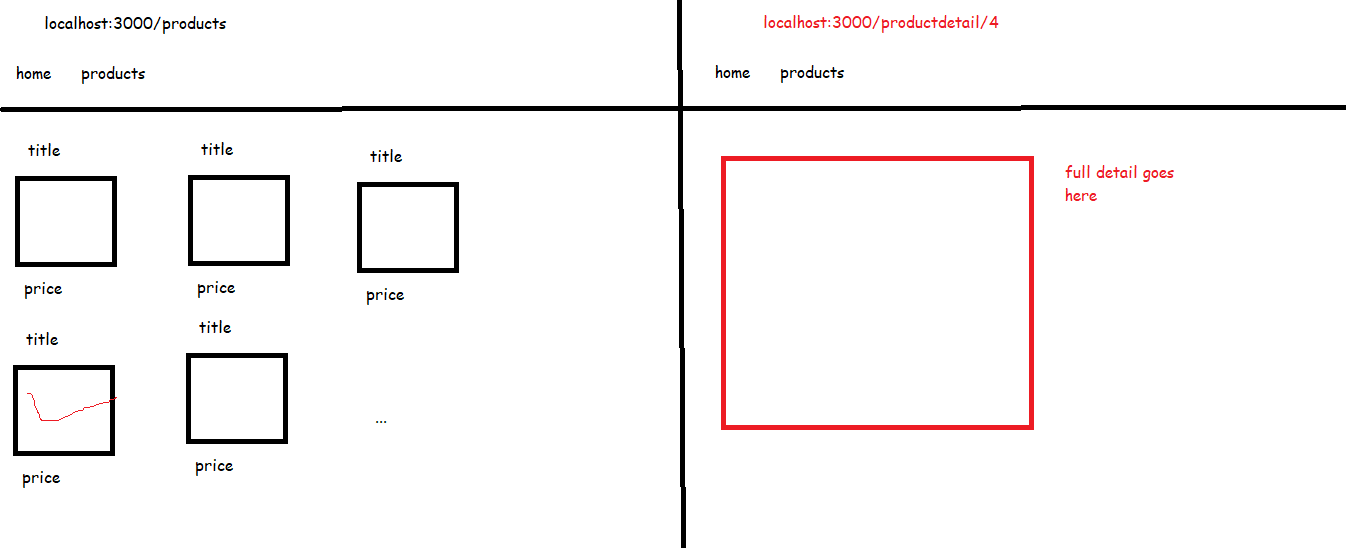 localhost:3000/products
home products
title title title
price price price
title title
...
price price
localhost:3000/productdetail/4
home products
full detail goes
here